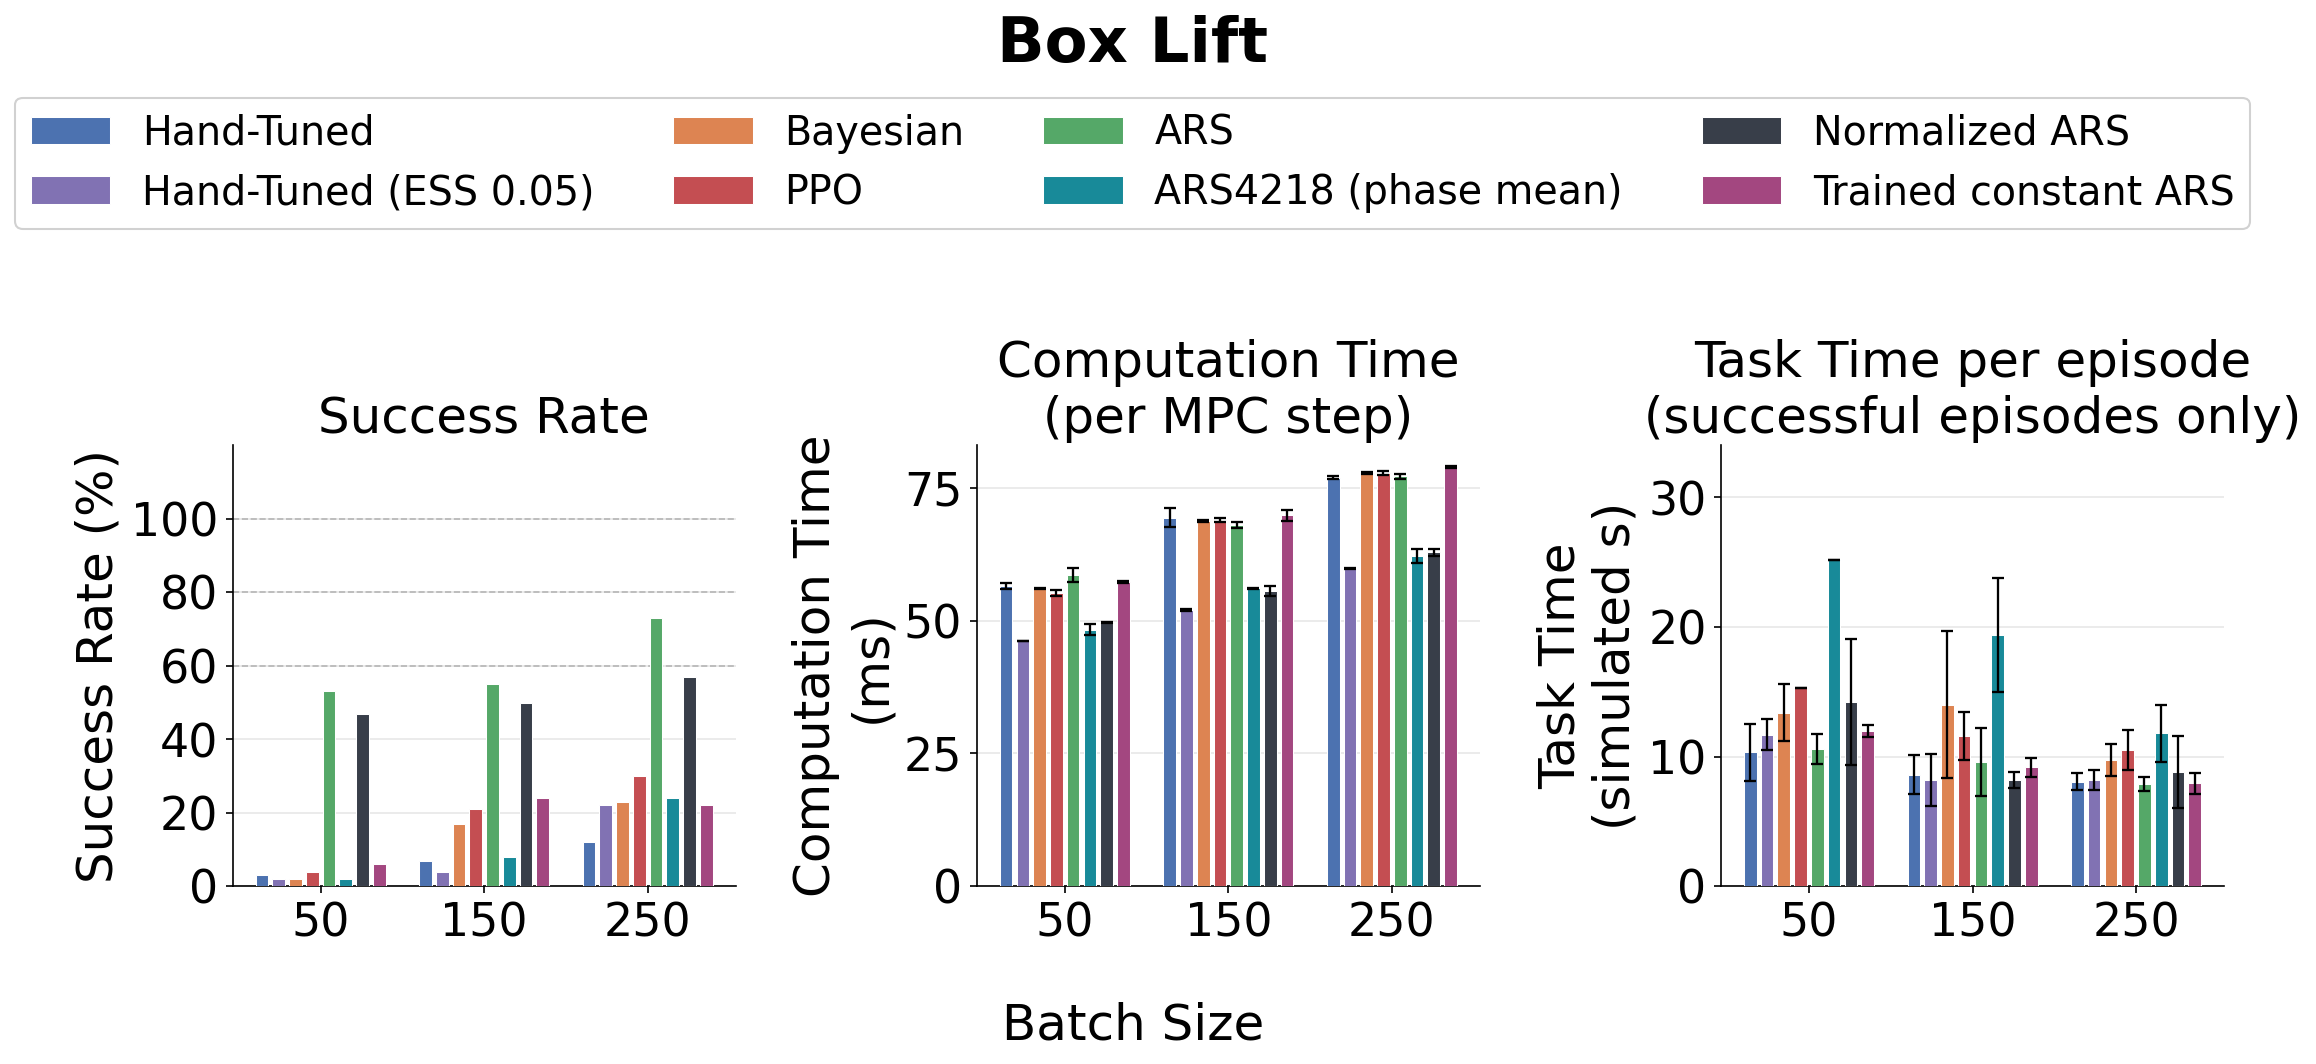 Box Lift
Hand-Tuned
Hand-Tuned (ESS 0.05)
Bayesian
PPO
ARS
ARS4218 (phase mean)
Normalized ARS
Trained constant ARS
Success Rate
Success Rate (%)
100
80
60
40
20
0
50 150 250
Computation Time
(per MPC step)
Computation Time
(ms)
75
50
25
0
50 150 250
Task Time per episode
(successful episodes only)
Task Time
(simulated s)
30
20
10
0
50 150 250
Batch Size